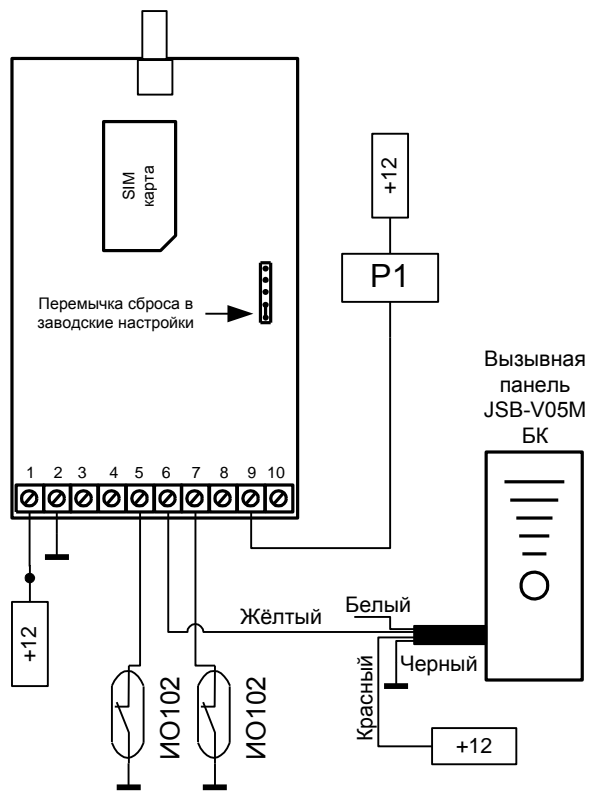 SIM
карта
+12
P1
Перемычка сброса в
заводские настройки
Вызывная
панель
JSB-V05M
БК
1 2 3 4 5 6 7 8 9 10
Белый
Жёлтый
Черный
Красный
+12
ИО102
ИО102
+12